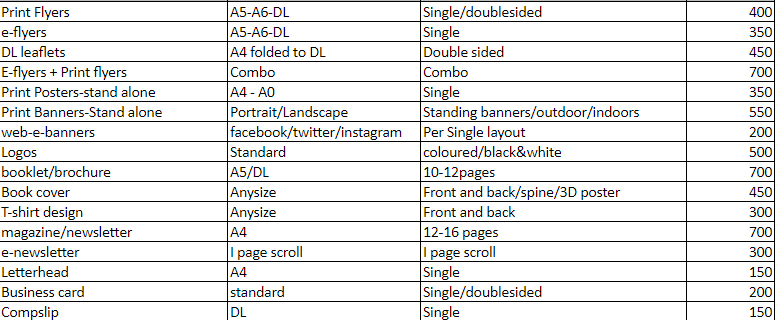 Print Flyers A5-A6-DL Single/doublesided 400
e-flyers A5-A6-DL Single 350
DL leaflets A4 folded to DL Double sided 450
E-flyers + Print flyers Combo Combo 700
Print Posters-stand alone A4 - A0 Single 350
Print Banners-Stand alone Portrait/Landscape Standing banners/outdoor/indoors 550
web-e-banners facebook/twitter/instagram Per Single layout 200
Logos Standard coloured/black&white 500
booklet/brochure A5/DL 10-12pages 700
Book cover Anysize Front and back/spine/3D poster 450
T-shirt design Anysize Front and back 300
magazine/newsletter A4 12-16 pages 700
e-newsletter I page scroll I page scroll 300
Letterhead A4 Single 150
Business card standard Single/doublesided 200
Compslip DL Single 150